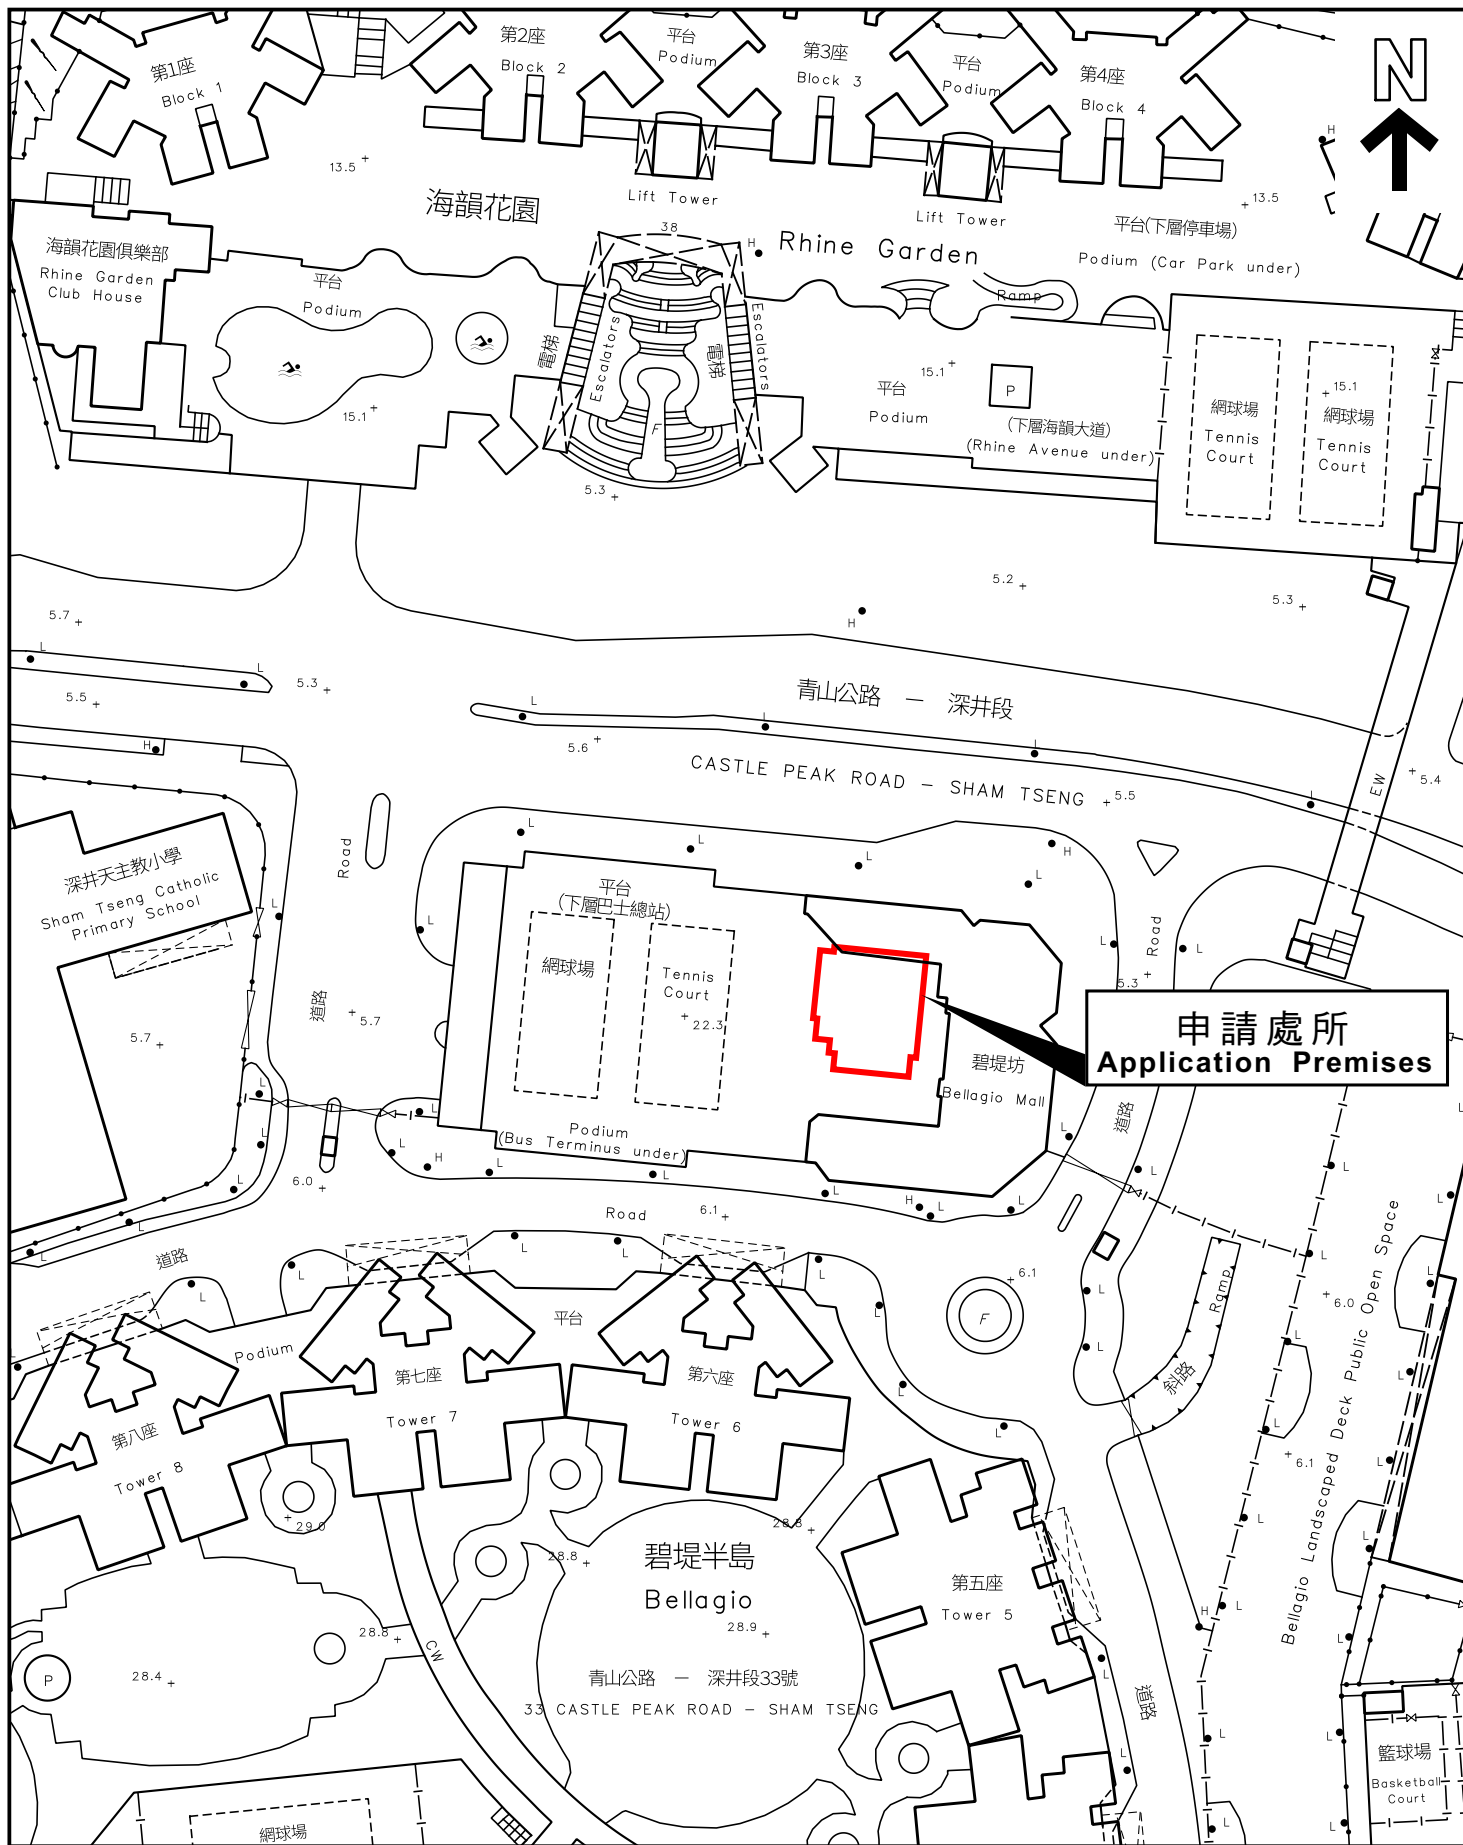 第1座
Block 1
第2座
Block 2
平台
Podium
第3座
Block 3
平台
Podium
第4座
Block 4
N
H
13.5
海韻花園
Lift Tower
Lift Tower
13.5
平台(下層停車場)
Podium (Car Park under)
38
H
Rhine Garden
海韻花園俱樂部
Rhine Garden
Club House
平台
Podium
Ramp
電梯
Escalators
電梯
Escalators
15.1
15.1
P
平台
Podium
(下層海韻大道)
(Rhine Avenue under)
網球場
Tennis
Court
15.1
網球場
Tennis
Court
F
5.3
5.2
5.3
5.7
H
L
L
5.3
5.5
L
青山公路 － 深井段
L
L
5.6
CASTLE PEAK ROAD - SHAM TSENG
5.5
5.4
EW
L
H
Road
L
L
L
H
L
深井天主教小學
Sham Tseng Catholic
Primary School
L
L
平台
(下層巴士總站)
網球場
Tennis
Court
22.3
L
Road
L
5.3
道路
5.7
5.7
申請處所
Application Premises
碧堤坊
Bellagio Mall
道路
L
L
L
L
L
H
L
Podium
(Bus Terminus under)
L
L
L
L
L
L
6.0
L
L
H
L
L
Road
6.1
L
L
道路
L
L
L
L
L
6.1
F
Ramp
斜路
6.0
L
L
L
L
L
L
L
L
Bellagio Landscaped Deck Public Open Space
平台
Podium
第七座
Tower 7
第六座
Tower 6
第八座
Tower 8
L
L
L
6.1
L
29.0
28.8
28.8
碧堤半島
Bellagio
28.9
第五座
Tower 5
H
L
L
L
28.8
CW
28.4
P
青山公路 － 深井段33號
33 CASTLE PEAK ROAD - SHAM TSENG
L
道路
L
L
籃球場
Basketball
Court
L
L
L
網球場